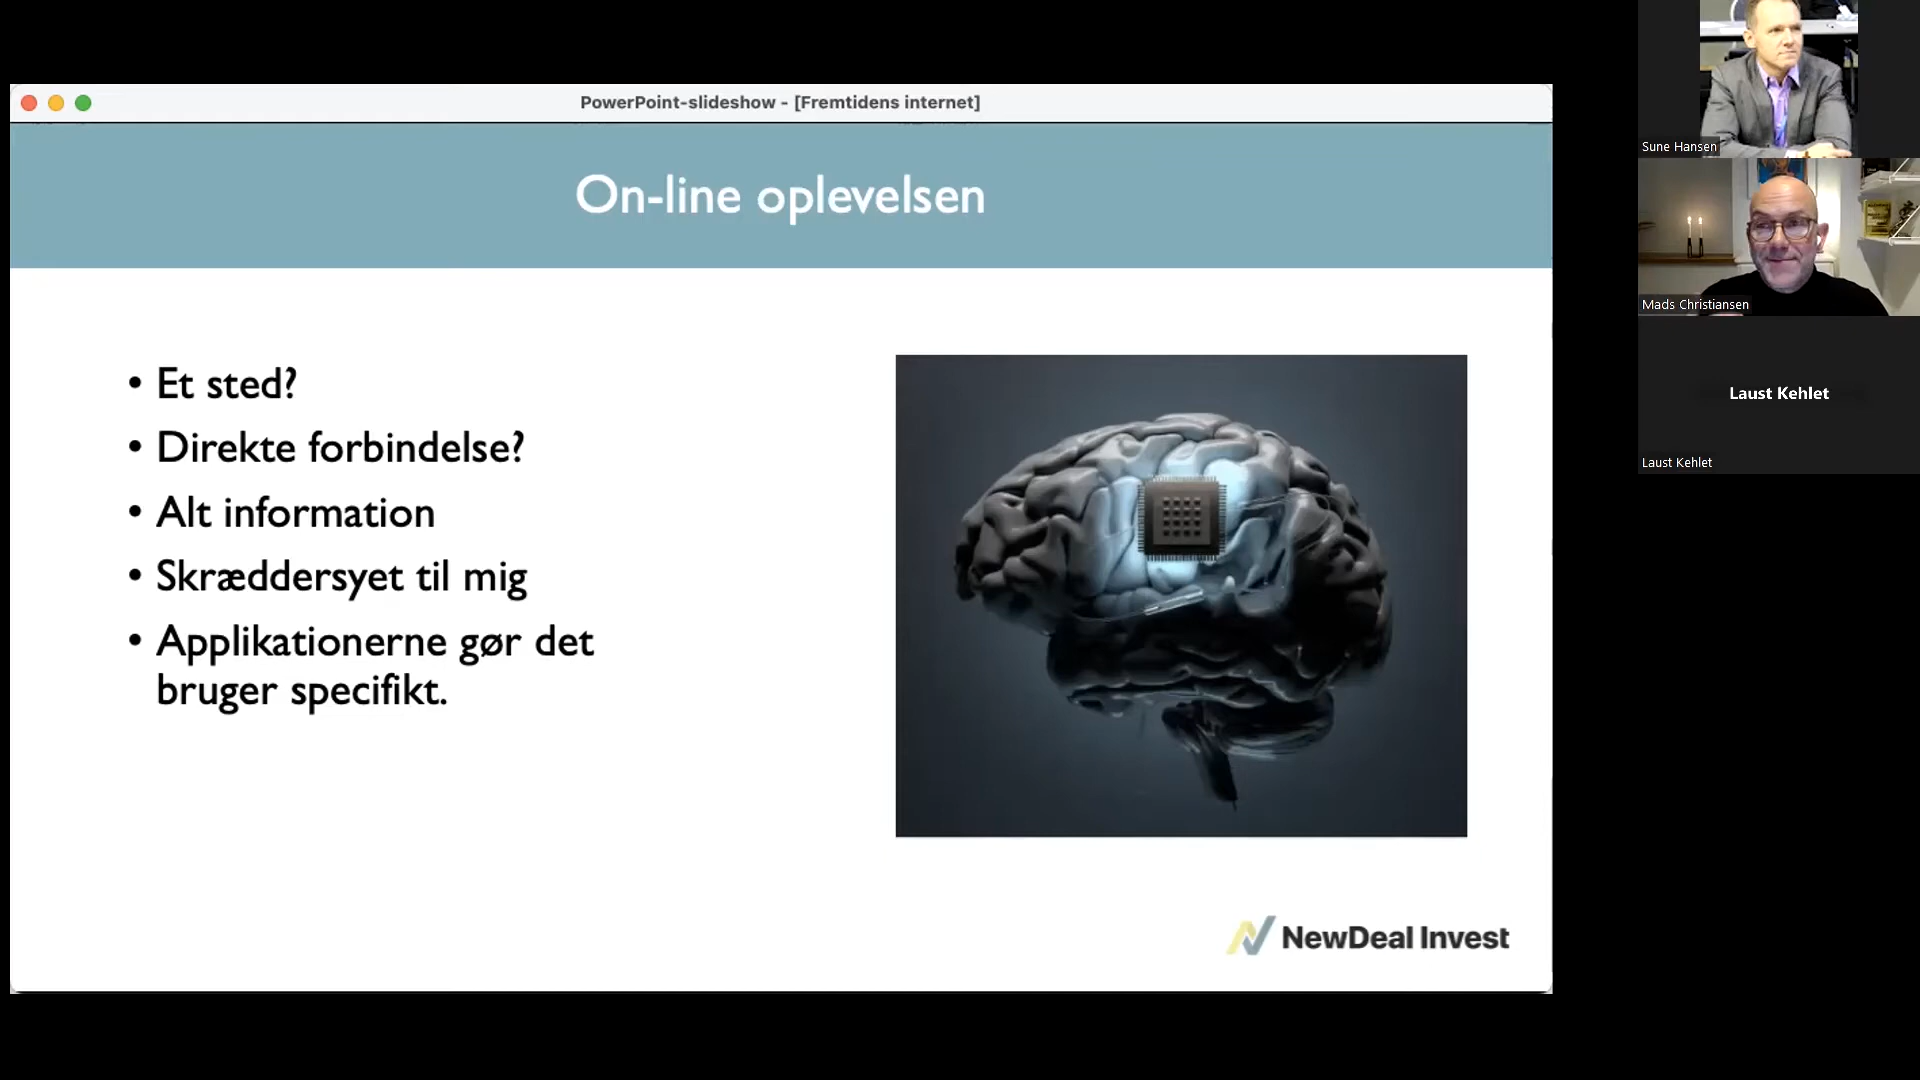 PowerPoint-slideshow - [Fremtidens internet]
On-line oplevelsen
• Et sted?
• Direkte forbindelse?
• Alt information
• Skræddersyet til mig
• Applikationerne gør det
bruger specifikt.
NewDeal Invest
Sune Hansen
Mads Christiansen
Laust Kehlet
Laust Kehlet